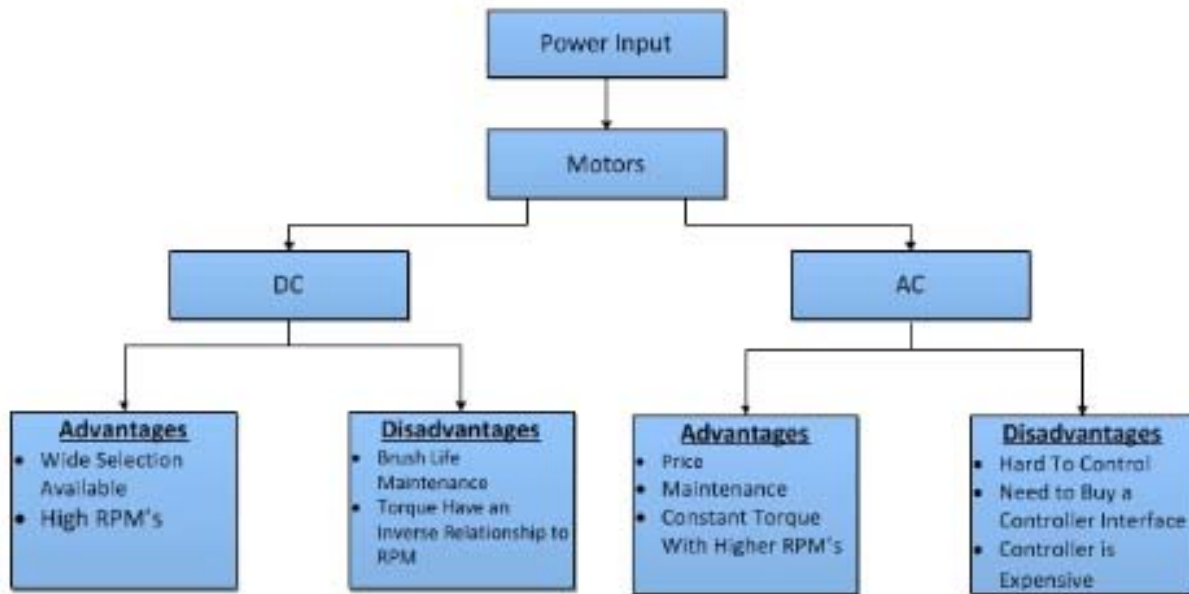 Power Input
Motors
DC
AC
Advantages
• Wide Selection
Available
• High RPM's
Disadvantages
• Brush Life
Maintenance
• Torque Have an
Inverse Relationship to
RPM
Advantages
• Price
• Maintenance
• Constant Torque
With Higher RPM's
Disadvantages
• Hard To Control
• Need to Buy a
Controller Interface
• Controller is
Expensive